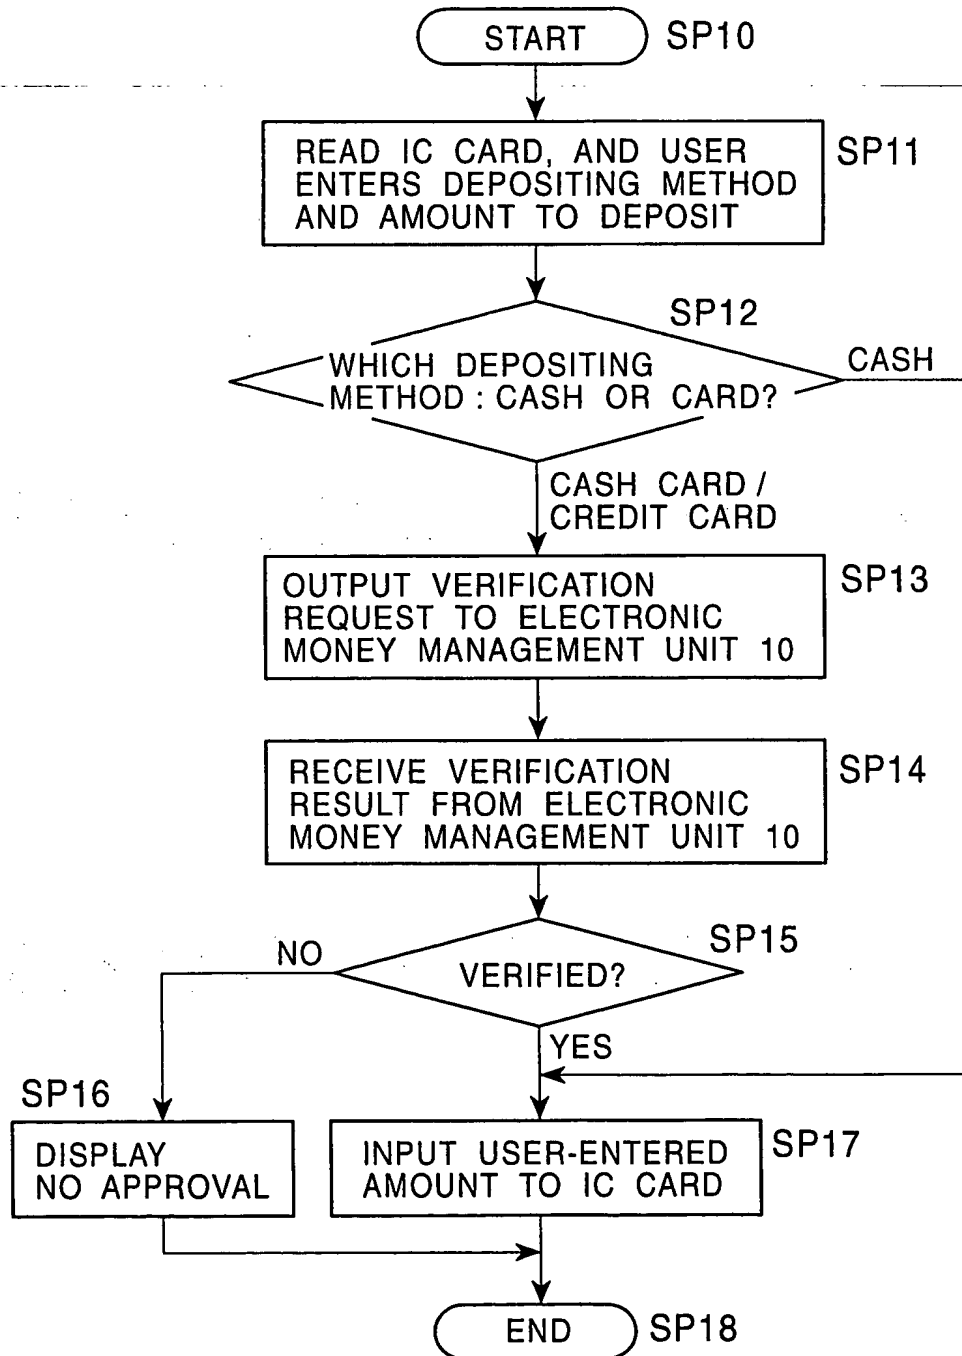 START SP10
READ IC CARD, AND USER
ENTERS DEPOSITING METHOD
AND AMOUNT TO DEPOSIT
SP11
SP12
WHICH DEPOSITING
METHOD : CASH OR CARD?
CASH
CASH CARD /
CREDIT CARD
OUTPUT VERIFICATION
REQUEST TO ELECTRONIC
MONEY MANAGEMENT UNIT 10
SP13
RECEIVE VERIFICATION
RESULT FROM ELECTRONIC
MONEY MANAGEMENT UNIT 10
SP14
SP15
NO
VERIFIED?
YES
SP16
DISPLAY
NO APPROVAL
INPUT USER-ENTERED
AMOUNT TO IC CARD
SP17
END SP18